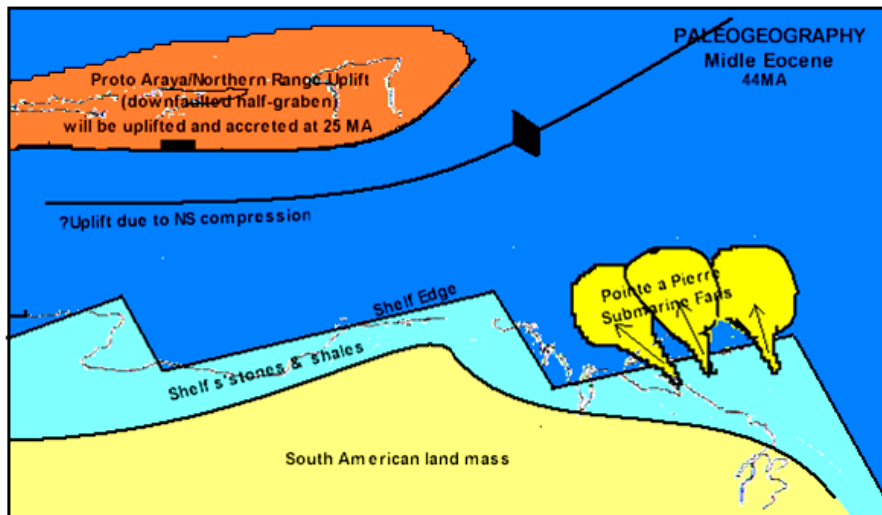 PALEOGEOGRAPHY
Midle Eocene
44MA
Proto Araya/Northern Range Uplift
(downfaulted half-graben)
will be uplifted and accreted at 25 MA
?Uplift due to NS compression
Pointe a Pierre
Submarine Fans
Shelf Edge
Shelf s'stones & shales
South American land mass